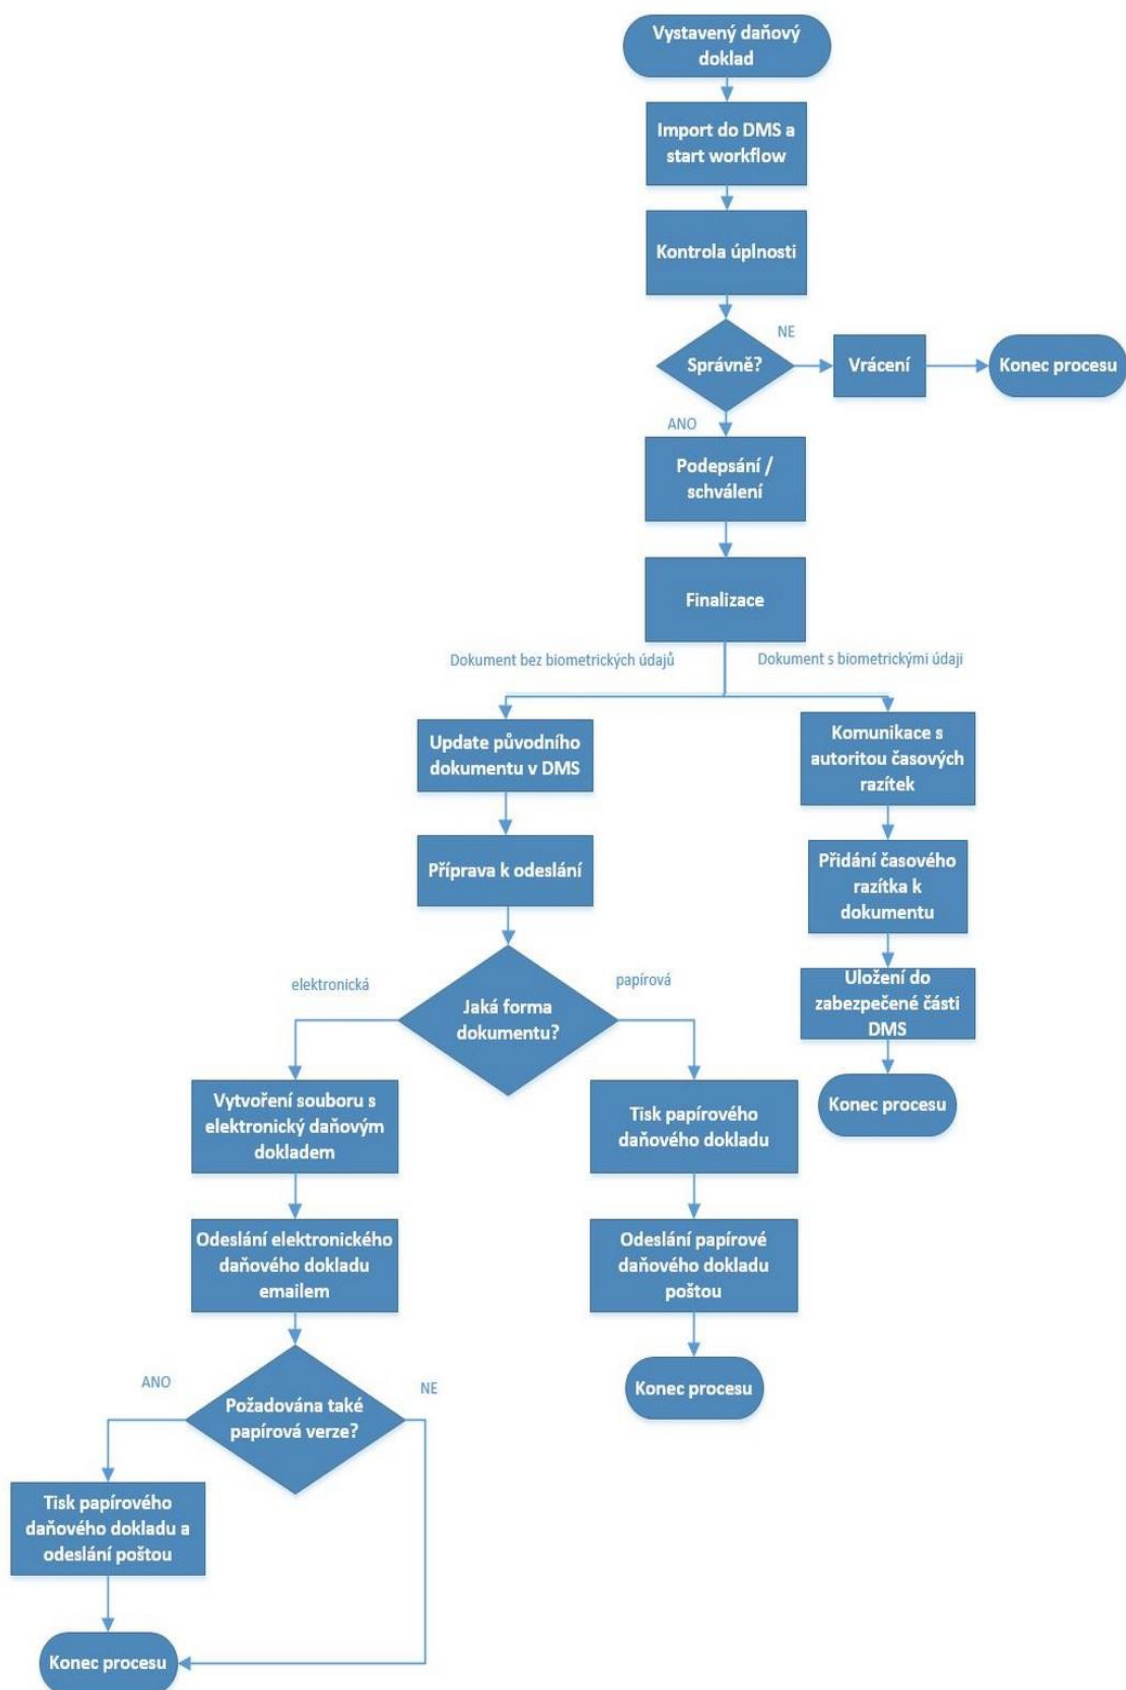 Vystavený daňový
doklad
Import do DMS a
start workflow
Kontrola úplnosti
Správně?
NE
Vrácení
Konec procesu
ANO
Podepsání /
schválení
Finalizace
Dokument bez biometrických údajů
Dokument s biometrickými údaji
Update původního
dokumentu v DMS
Komunikace s
autoritou časových
razítek
Příprava k odeslání
Přidání časového
razítka k
dokumentu
Uložení do
zabezpečené části
DMS
Konec procesu
elektronická
papírová
Jaká forma
dokumentu?
Vytvoření souboru s
elektronický daňovým
dokladem
Tisk papírového
daňového dokladu
Odeslání elektronického
daňového dokladu
emailem
Odeslání papírové
daňového dokladu
poštou
Konec procesu
ANO
NE
Požadována také
papírová verze?
Tisk papírového
daňového dokladu a
odeslání poštou
Konec procesu